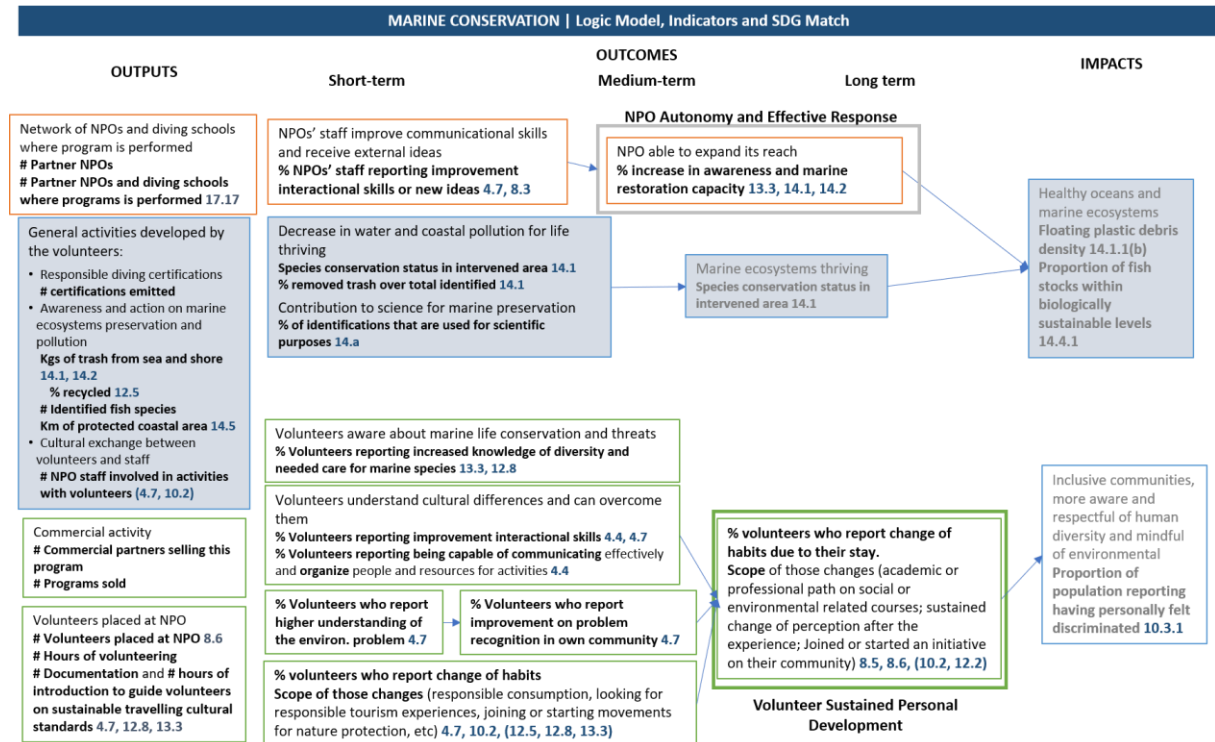 MARINE CONSERVATION | Logic Model, Indicators and SDG Match
OUTPUTS
OUTCOMES
Short-term
Medium-term
Long term
IMPACTS
Network of NPOs and diving schools
where program is performed
# Partner NPOs
# Partner NPOs and diving schools
where programs is performed 17.17
General activities developed by
the volunteers:
• Responsible diving certifications
# certifications emitted
• Awareness and action on marine
ecosystems preservation and
pollution
Kgs of trash from sea and shore
14.1, 14.2
% recycled 12.5
# Identified fish species
Km of protected coastal area 14.5
• Cultural exchange between
volunteers and staff
# NPO staff involved in activities
with volunteers (4.7, 10.2)
Commercial activity
# Commercial partners selling this
program
# Programs sold
Volunteers placed at NPO
# Volunteers placed at NPO 8.6
# Hours of volunteering
# Documentation and # hours of
introduction to guide volunteers
on sustainable travelling cultural
standards 4.7, 12.8, 13.3
NPOs' staff improve communicational skills
and receive external ideas
% NPOs' staff reporting improvement
interactional skills or new ideas 4.7, 8.3
Decrease in water and coastal pollution for life
thriving
Species conservation status in intervened area 14.1
% removed trash over total identified 14.1
Contribution to science for marine preservation
% of identifications that are used for scientific
purposes 14.a
Volunteers aware about marine life conservation and threats
% Volunteers reporting increased knowledge of diversity and
needed care for marine species 13.3, 12.8
Volunteers understand cultural differences and can overcome
them
% Volunteers reporting improvement interactional skills 4.4, 4.7
% Volunteers reporting being capable of communicating effectively
and organize people and resources for activities 4.4
% Volunteers who report
higher understanding of
the environ. problem 4.7
% Volunteers who report
improvement on problem
recognition in own community 4.7
% volunteers who report change of habits
Scope of those changes (responsible consumption, looking for
responsible tourism experiences, joining or starting movements
for nature protection, etc) 4.7, 10.2, (12.5, 12.8, 13.3)
NPO Autonomy and Effective Response
NPO able to expand its reach
% increase in awareness and marine
restoration capacity 13.3, 14.1, 14.2
Marine ecosystems thriving
Species conservation status in
intervened area 14.1
% volunteers who report change of
habits due to their stay.
Scope of those changes (academic or
professional path on social or
environmental related courses; sustained
change of perception after the
experience; Joined or started an initiative
on their community) 8.5, 8.6, (10.2, 12.2)
Volunteer Sustained Personal
Development
Healthy oceans and
marine ecosystems
Floating plastic debris
density 14.1.1(b)
Proportion of fish
stocks within
biologically
sustainable levels
14.4.1
Inclusive communities,
more aware and
respectful of human
diversity and mindful
of environmental
Proportion of
population reporting
having personally felt
discriminated 10.3.1